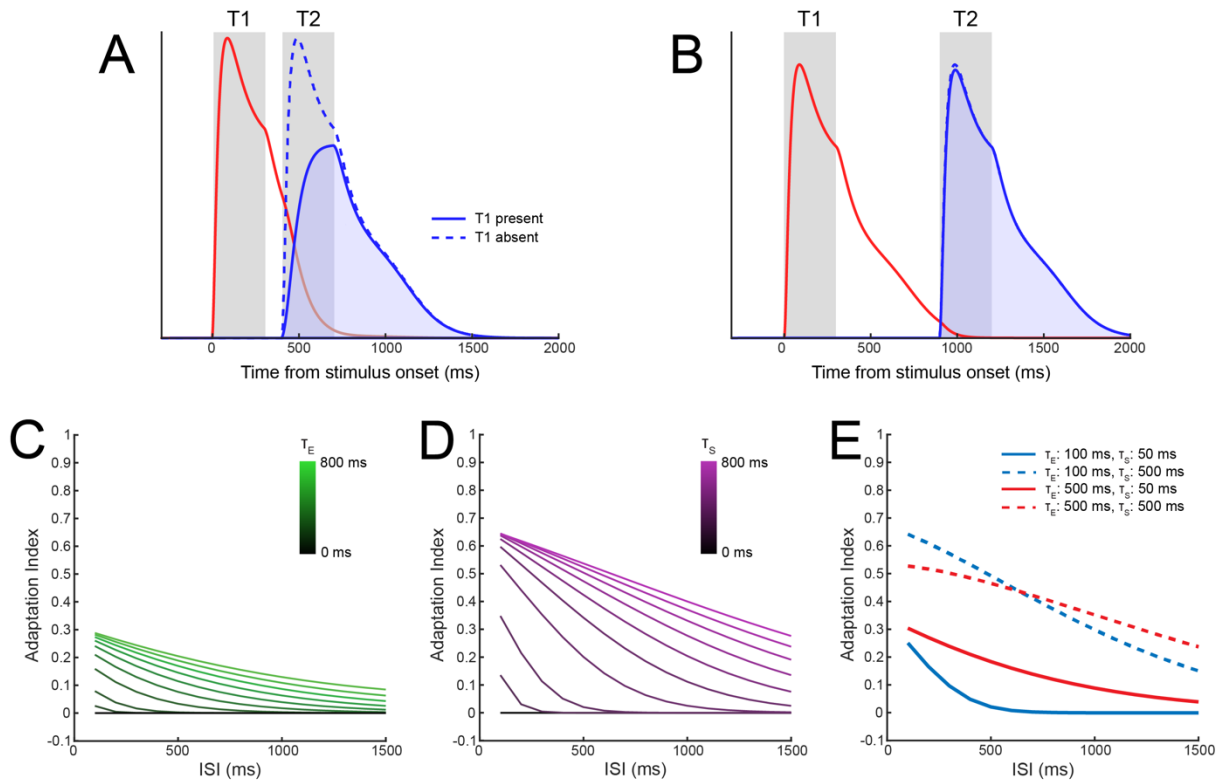 A
T1
T2
T1 present
T1 absent
0
500
1000
1500
2000
Time from stimulus onset (ms)
B
T1
T2
0
500
1000
1500
2000
Time from stimulus onset (ms)
C
1
0.9
0.8
0.7
0.6
0.5
0.4
0.3
0.2
0.1
0
-0.1
Adaptation Index
τE
800 ms
0 ms
0
500
1000
1500
ISI (ms)
D
1
0.9
0.8
0.7
0.6
0.5
0.4
0.3
0.2
0.1
0
-0.1
Adaptation Index
τS
800 ms
0 ms
0
500
1000
1500
ISI (ms)
E
1
0.9
0.8
0.7
0.6
0.5
0.4
0.3
0.2
0.1
0
-0.1
Adaptation Index
τE: 100 ms, τS: 50 ms
τE: 100 ms, τS: 500 ms
τE: 500 ms, τS: 50 ms
τE: 500 ms, τS: 500 ms
0
500
1000
1500
ISI (ms)